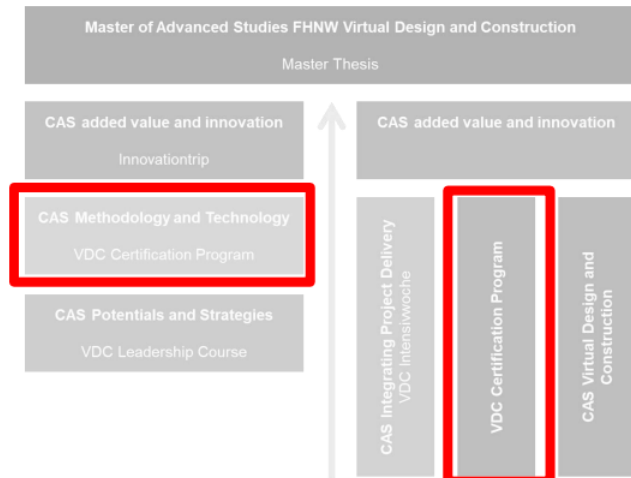 Master of Advanced Studies FHNW Virtual Design and Construction
Master Thesis
CAS added value and innovation
Innovationtrip
CAS Methodology and Technology
VDC Certification Program
CAS Potentials and Strategies
VDC Leadership Course
CAS added value and innovation
CAS Integrating Project Delivery
VDC Intensivwoche
VDC Certification Program
CAS Virtual Design and
Construction